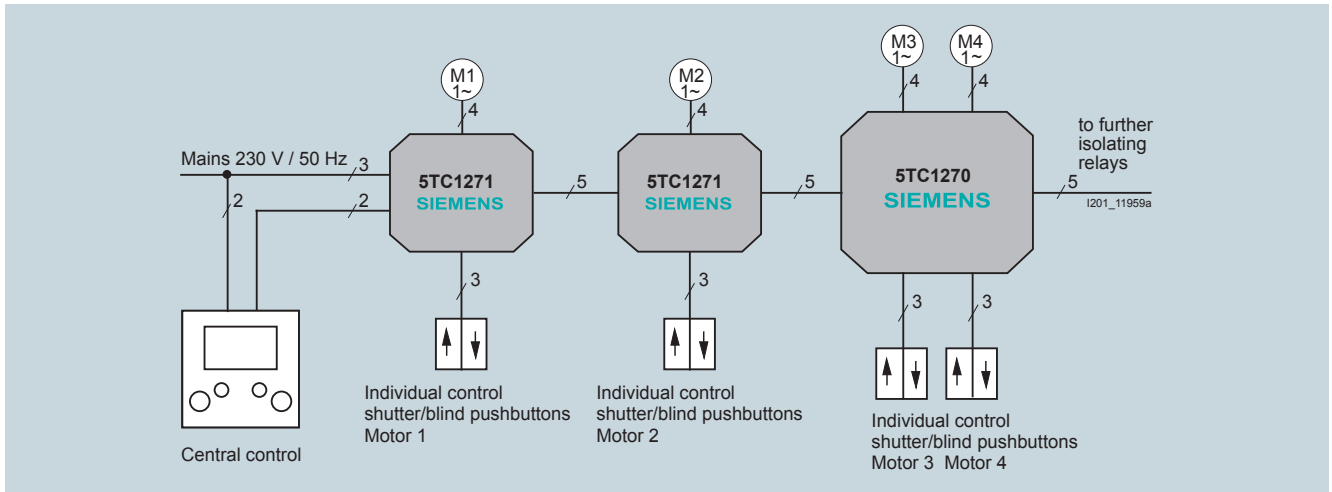 M1
1~
M2
1~
M3
1~
M4
1~
4
4
4
4
Mains 230 V / 50 Hz
3
2
2
5TC1271
SIEMENS
5
5TC1271
SIEMENS
5
5TC1270
SIEMENS
to further
isolating
relays
5
I201_11959a
3
3
3
3
Central control
Individual control
shutter/blind pushbuttons
Motor 1
Individual control
shutter/blind pushbuttons
Motor 2
Individual control
shutter/blind pushbuttons
Motor 3 Motor 4